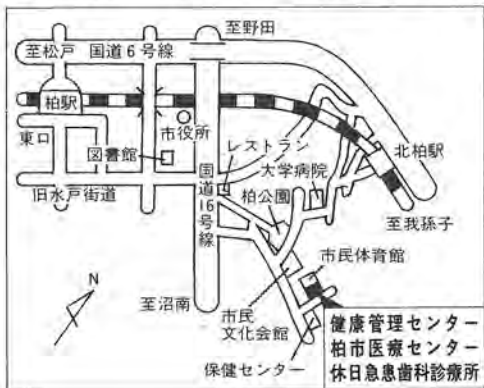 至野田
至松戸 国道6号線
柏駅
東口
市役所
図書館
レストラン
大学病院
北柏駅
旧水戸街道
国道16号線
柏公園
至我孫子
市民体育館
N
至沼南
市民
文化会館
保健センター
健康管理センター
柏市医療センター
休日急患歯科診療所